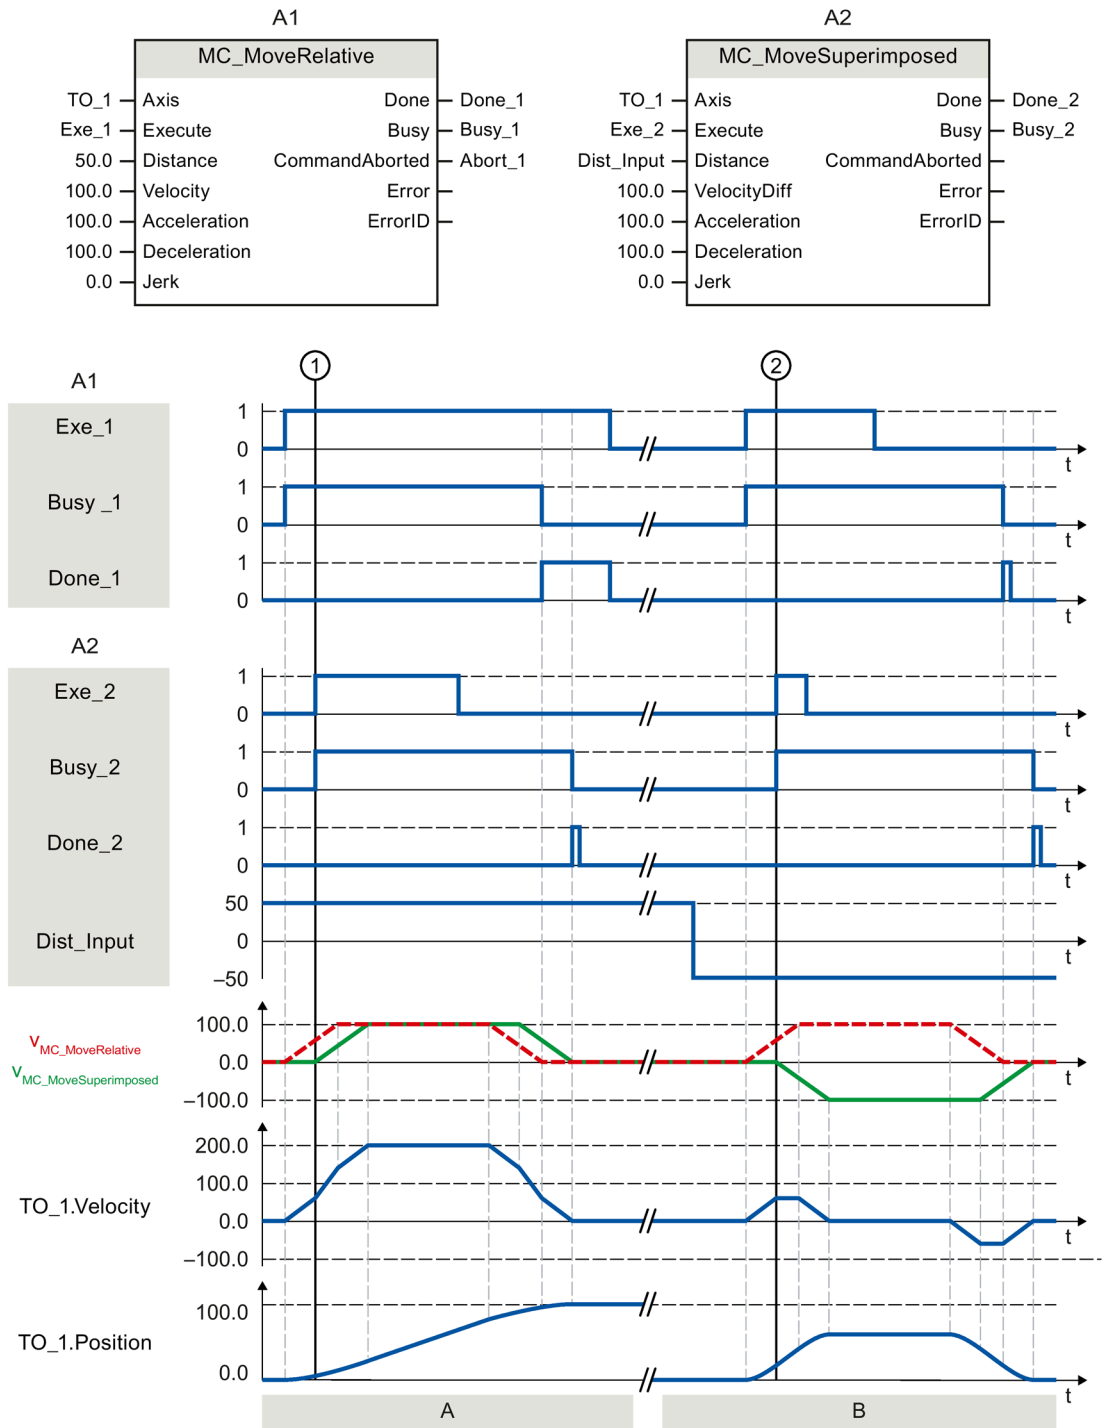 A1 A2
MC_MoveRelative MC_MoveSuperimposed
TO_1 Axis Done Done_1 TO_1 Axis Done Done_2
Exe_1 Execute Busy Busy_1 Exe_2 Execute Busy Busy_2
50.0 Distance CommandAborted Abort_1 Dist_Input Distance CommandAborted
100.0 Velocity Error 100.0 VelocityDiff Error
100.0 Acceleration ErrorID 100.0 Acceleration ErrorID
100.0 Deceleration 100.0 Deceleration
0.0 Jerk 0.0 Jerk
1 2
A1
Exe_1 1
0
t
Busy _1 1
0
t
Done_1 1
0
t
A2
Exe_2 1
0
t
Busy_2 1
0
t
Done_2 1
0
t
50
Dist_Input 0
t
–50
100.0
vMC_MoveRelative 0.0
vMC_MoveSuperimposed t
–100.0
200.0
100.0
TO_1.Velocity 0.0
t
–100.0
100.0
TO_1.Position
0.0
t
A B